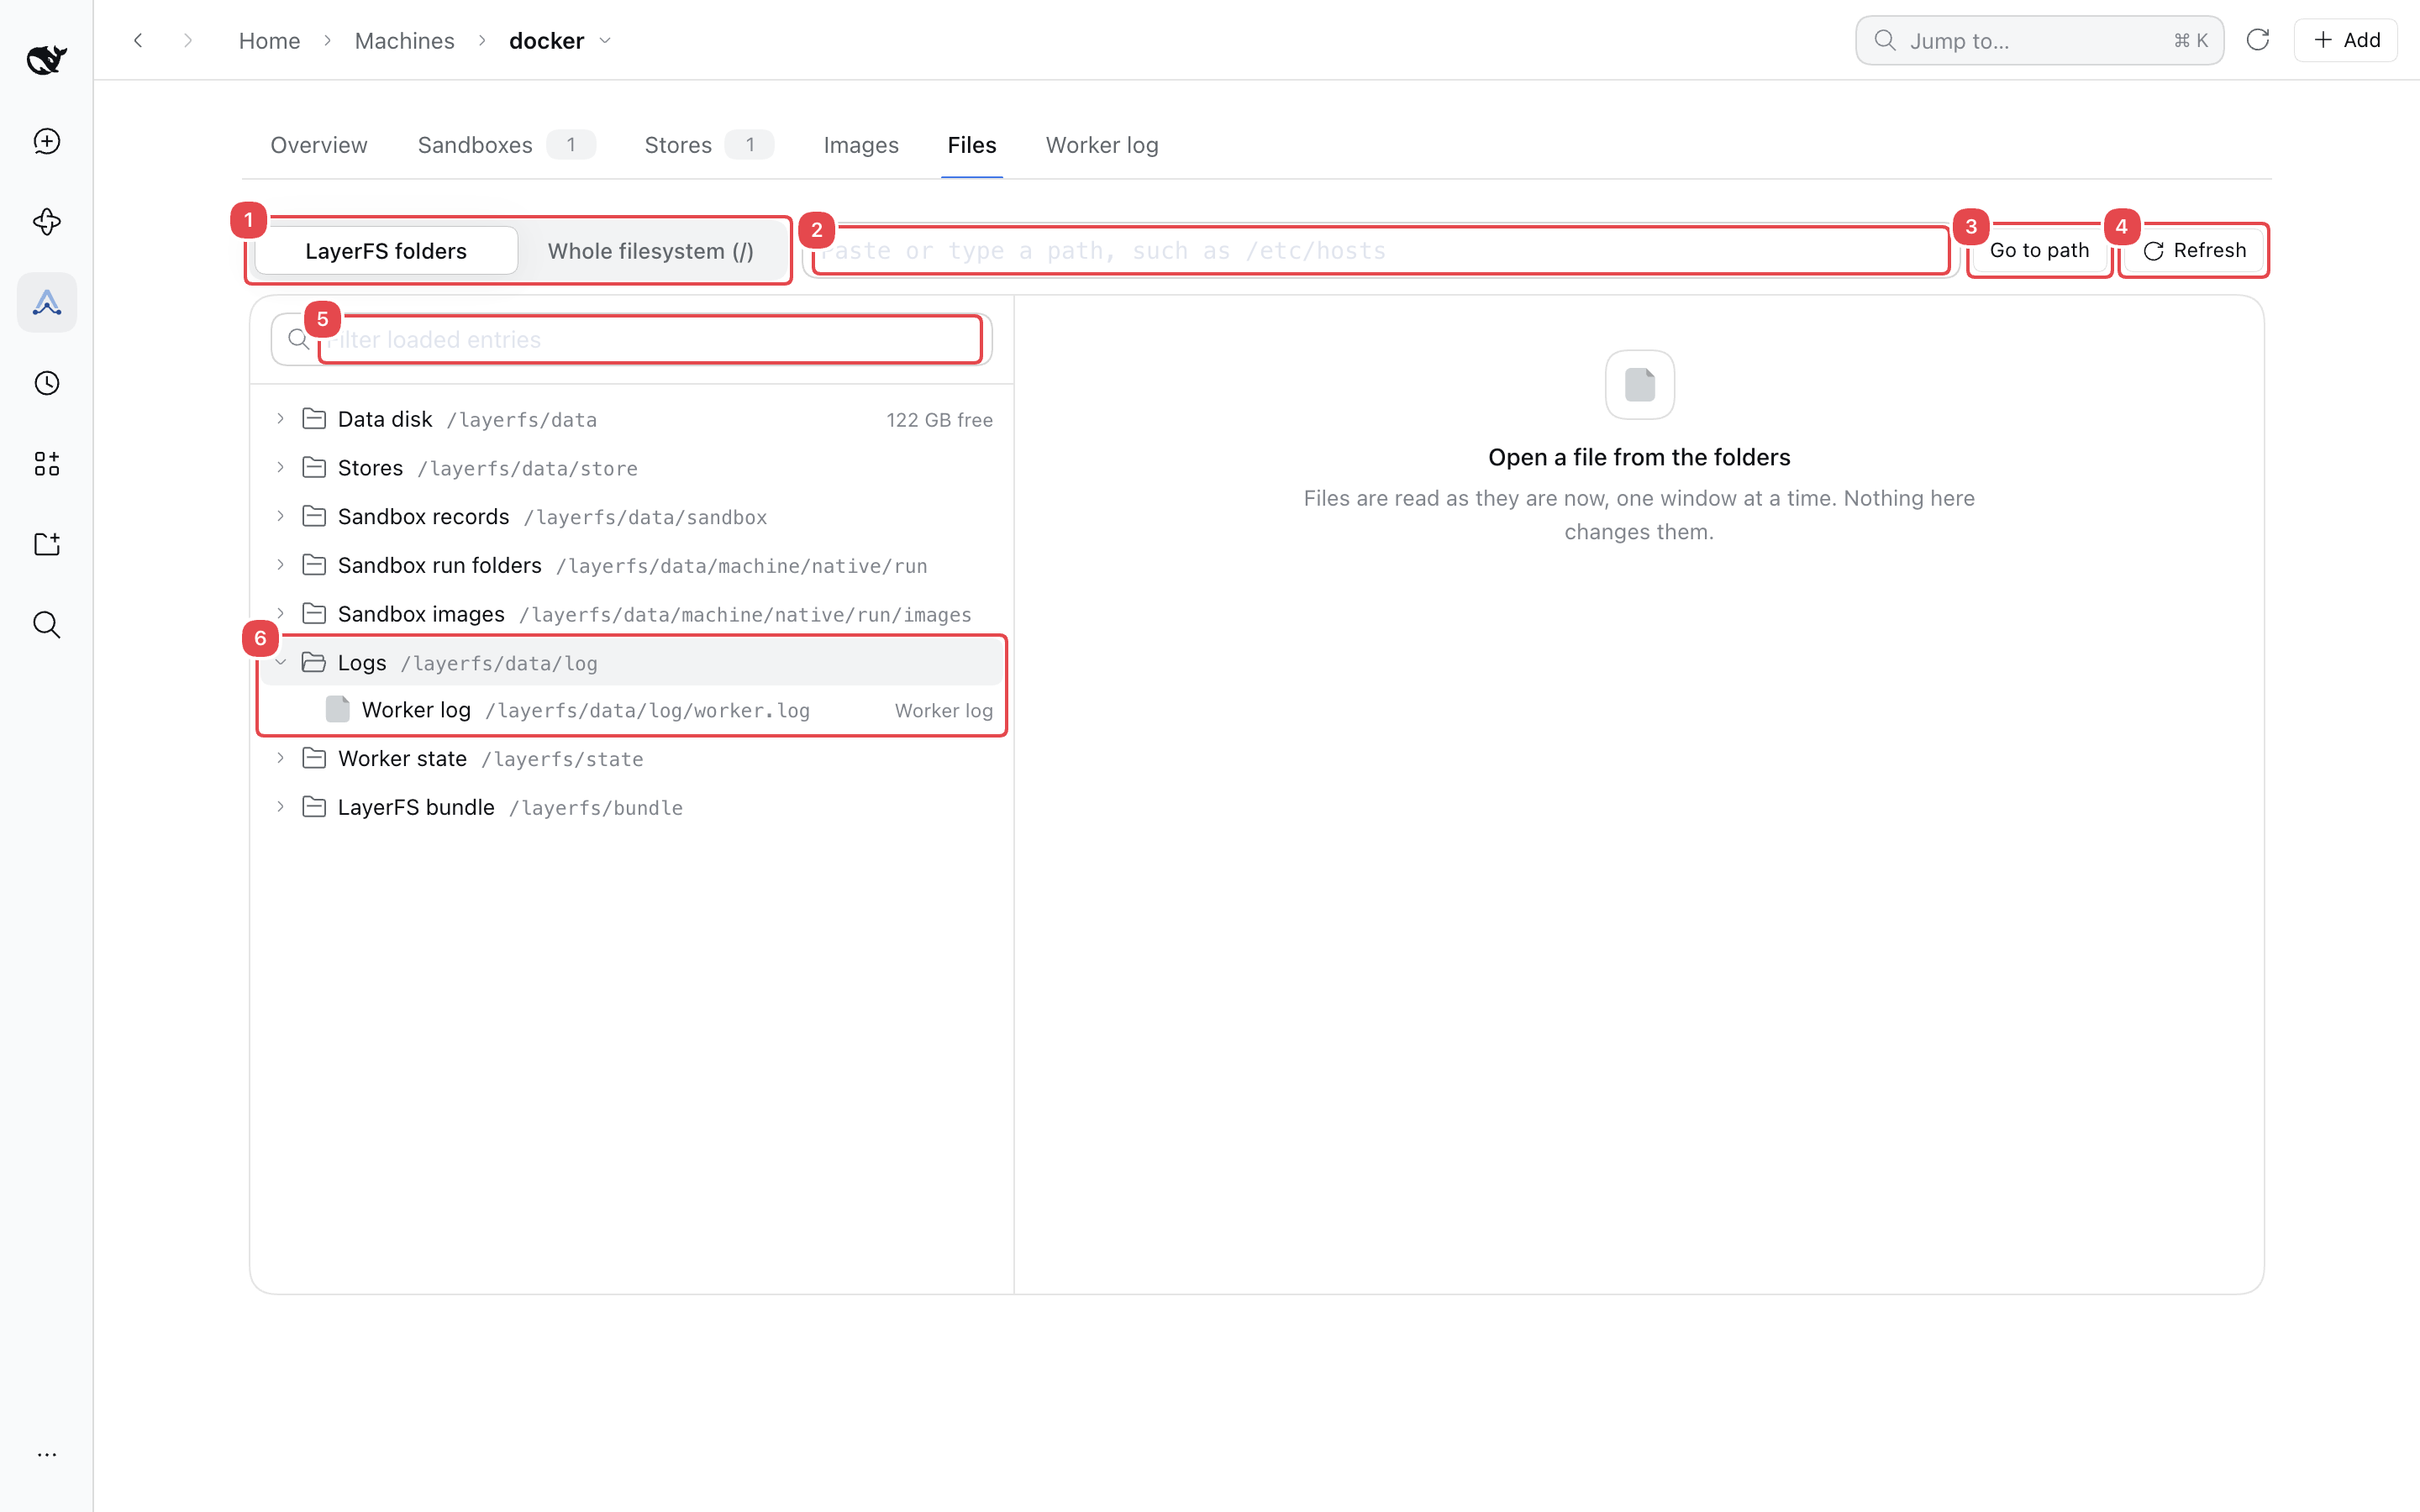 Home > Machines > docker
Jump to... ⌘ K
+ Add
Overview Sandboxes 1 Stores 1 Images Files Worker log
1 LayerFS folders Whole filesystem (/)
2 aste or type a path, such as /etc/hosts
3 Go to path
4 Refresh
5 Filter loaded entries
Data disk /layerfs/data 122 GB free
Stores /layerfs/data/store
Sandbox records /layerfs/data/sandbox
Sandbox run folders /layerfs/data/machine/native/run
Sandbox images /layerfs/data/machine/native/run/images
6
Logs /layerfs/data/log
Worker log /layerfs/data/log/worker.log Worker log
Worker state /layerfs/state
LayerFS bundle /layerfs/bundle
Open a file from the folders
Files are read as they are now, one window at a time. Nothing here
changes them.